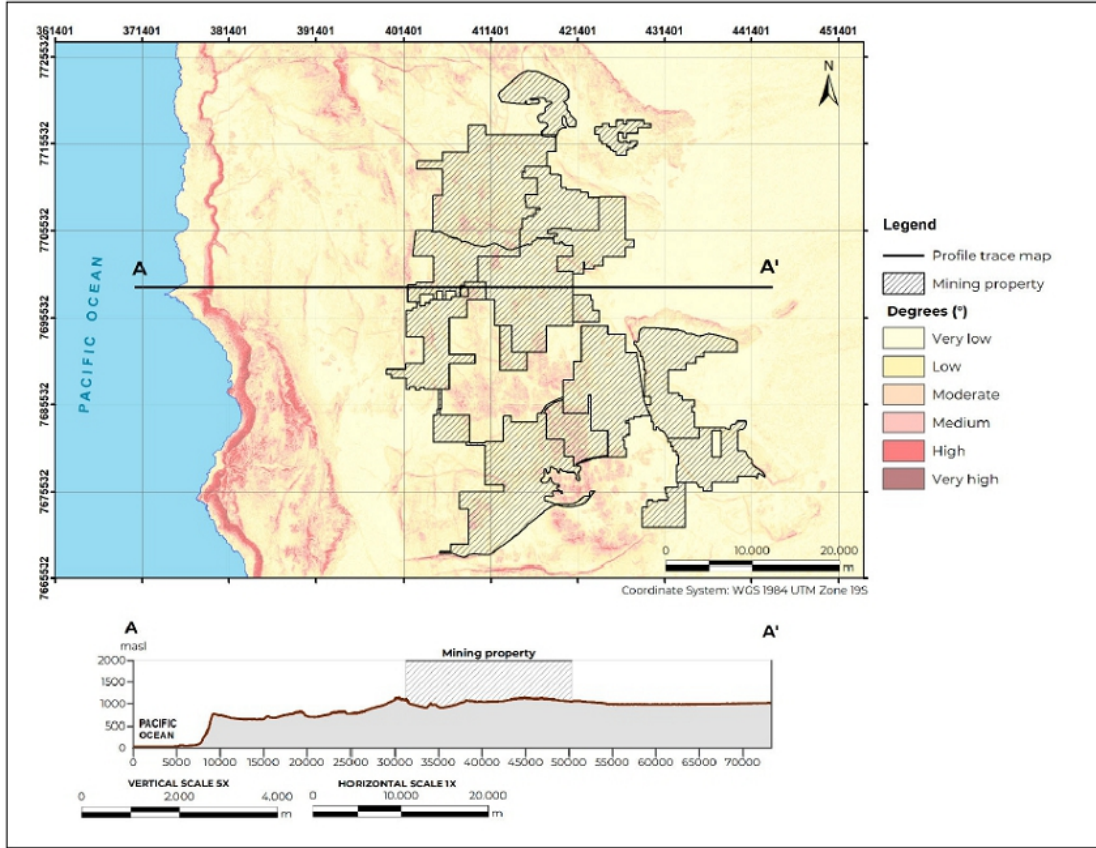 361401 371401 381401 391401 401401 411401 421401 431401 441401 451401
7725532
7715532
7705532
7695532
7685532
7675532
7665532
N
A
A'
PACIFIC OCEAN
0 10.000 20.000
m
Coordinate System: WGS 1984 UTM Zone 19S
Legend
Profile trace map
Mining property
Degrees (°)
Very low
Low
Moderate
Medium
High
Very high
A
A'
masl
Mining property
2000
1500
1000
500
0
PACIFIC
OCEAN
0 5000 10000 15000 20000 25000 30000 35000 40000 45000 50000 55000 60000 65000 70000
VERTICAL SCALE 5X
0 2.000 4.000
m
HORIZONTAL SCALE 1X
0 10.000 20.000
m